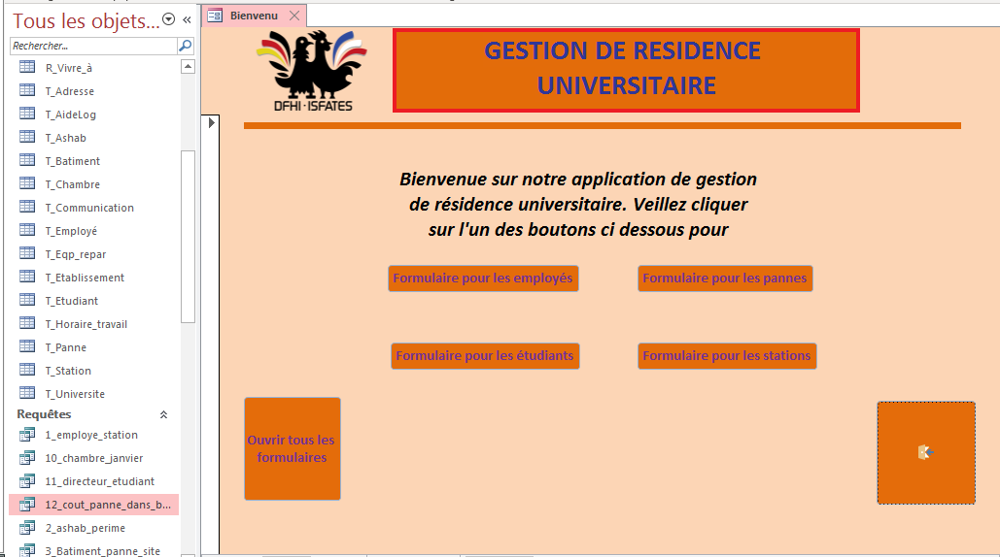 Tous les objets...
Rechercher...
R_Vivre_à
T_Adresse
T_AideLog
T_Ashab
T_Batiment
T_Chambre
T_Communication
T_Employé
T_Eqp_repar
T_Etablissement
T_Etudiant
T_Horaire_travail
T_Panne
T_Station
T_Universite
Requêtes
1_employe_station
10_chambre_janvier
11_directeur_etudiant
12_cout_panne_dans_b...
2_ashab_perime
3_Batiment_panne_site
Bienvenu
DFHI·ISFATES
GESTION DE RESIDENCE
UNIVERSITAIRE
Bienvenue sur notre application de gestion
de résidence universitaire. Veillez cliquer
sur l'un des boutons ci dessous pour
Formulaire pour les employés
Formulaire pour les pannes
Formulaire pour les étudiants
Formulaire pour les stations
Ouvrir tous les
formulaires